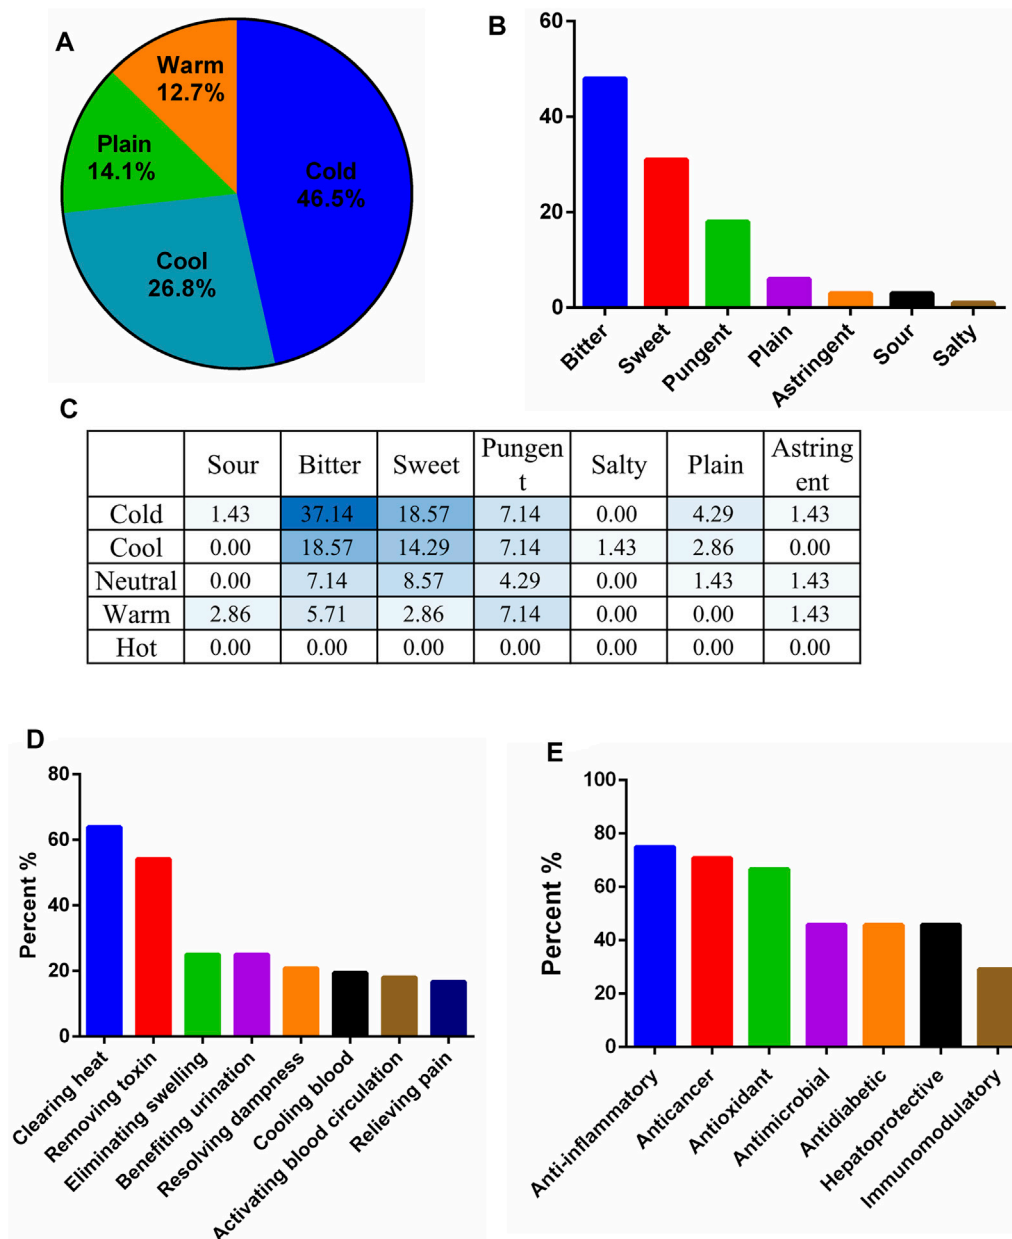 A
Warm
12.7%
Plain
14.1%
Cold
46.5%
Cool
26.8%
B
60
40
20
0
Bitter
Sweet
Pungent
Plain
Astringent
Sour
Salty
C
Sour Bitter Sweet Pungen
t Salty Plain Astring
ent
Cold 1.43 37.14 18.57 7.14 0.00 4.29 1.43
Cool 0.00 18.57 14.29 7.14 1.43 2.86 0.00
Neutral 0.00 7.14 8.57 4.29 0.00 1.43 1.43
Warm 2.86 5.71 2.86 7.14 0.00 0.00 1.43
Hot 0.00 0.00 0.00 0.00 0.00 0.00 0.00
D
Percent %
80
60
40
20
0
Clearing heat
Removing toxin
Eliminating swelling
Benefiting urination
Resolving dampness
Cooling blood
Activating blood circulation
Relieving pain
E
Percent %
100
80
60
40
20
0
Anti-inflammatory
Anticancer
Antioxidant
Antimicrobial
Antidiabetic
Hepatoprotective
Immunomodulatory